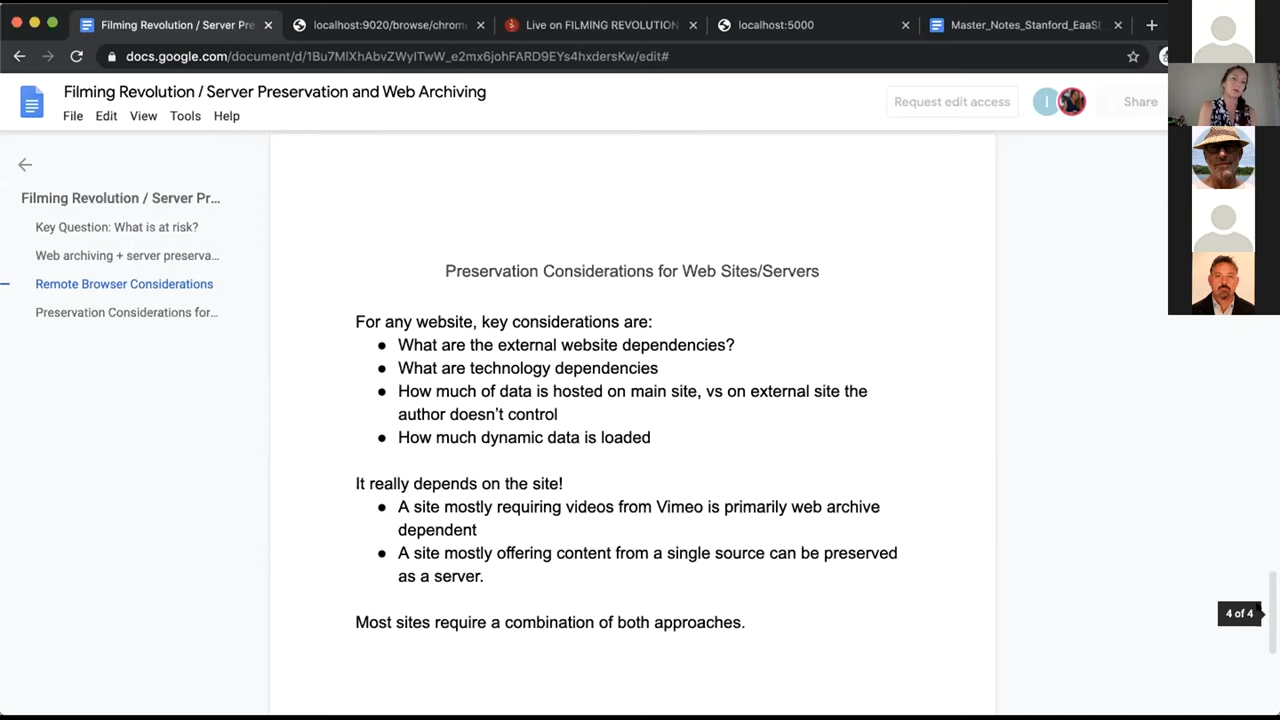 Filming Revolution / Server Pre
localhost:9020/browse/chrom
Live on FILMING REVOLUTION
localhost:5000
Master_Notes_Stanford_EaaSI_
docs.google.com/document/d/1Bu7MlXhAbvZWyITwW_e2mx6johFARD9EYs4hxdersKw/edit#
Filming Revolution / Server Preservation and Web Archiving
File Edit View Tools Help
Request edit access
I
Share
Filming Revolution / Server Pr...
Key Question: What is at risk?
Web archiving + server preserva...
Remote Browser Considerations
Preservation Considerations for...
Preservation Considerations for Web Sites/Servers
For any website, key considerations are:
● What are the external website dependencies?
● What are technology dependencies
● How much of data is hosted on main site, vs on external site the
author doesn't control
● How much dynamic data is loaded
It really depends on the site!
● A site mostly requiring videos from Vimeo is primarily web archive
dependent
● A site mostly offering content from a single source can be preserved
as a server.
Most sites require a combination of both approaches.
4 of 4